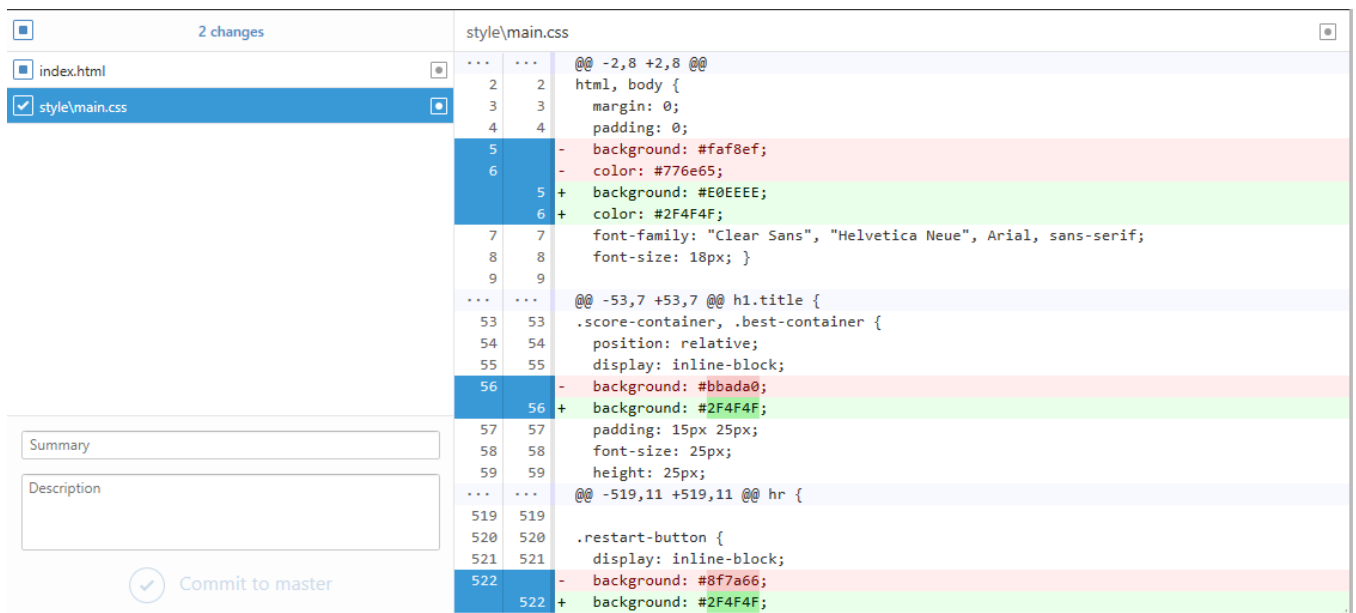 2 changes
index.html
style\main.css
Summary
Description
Commit to master
style\main.css
... ... @@ -2,8 +2,8 @@
2 2 html, body {
3 3 margin: 0;
4 4 padding: 0;
5 - background: #faf8ef;
6 - color: #776e65;
5 + background: #E0EEEE;
6 + color: #2F4F4F;
7 7 font-family: "Clear Sans", "Helvetica Neue", Arial, sans-serif;
8 8 font-size: 18px; }
9 9
... ... @@ -53,7 +53,7 @@ h1.title {
53 53 .score-container, .best-container {
54 54 position: relative;
55 55 display: inline-block;
56 - background: #bbada0;
56 + background: #2F4F4F;
57 57 padding: 15px 25px;
58 58 font-size: 25px;
59 59 height: 25px;
... ... @@ -519,11 +519,11 @@ hr {
519 519
520 520 .restart-button {
521 521 display: inline-block;
522 - background: #8f7a66;
522 + background: #2F4F4F;